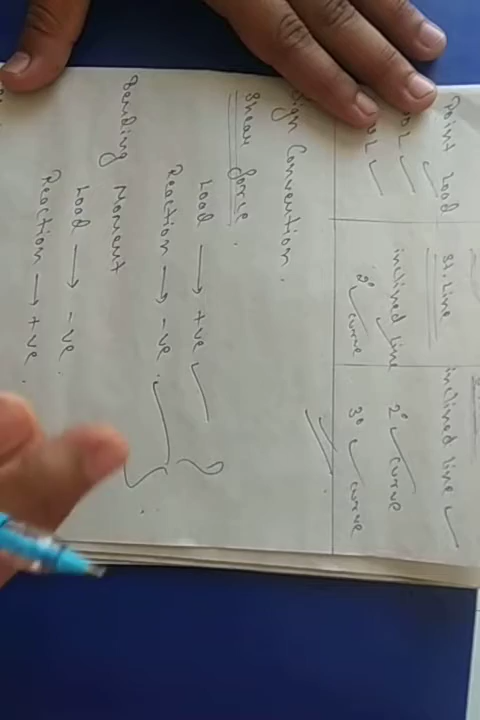 Point Load St. Line inclined line
UDL inclined line 2° curve
UVL 2° curve 3° curve
Sign Convention.
Shear force.
Load → +ve
Reaction → -ve.
Bending Moment
Load → -ve.
Reaction → +ve.